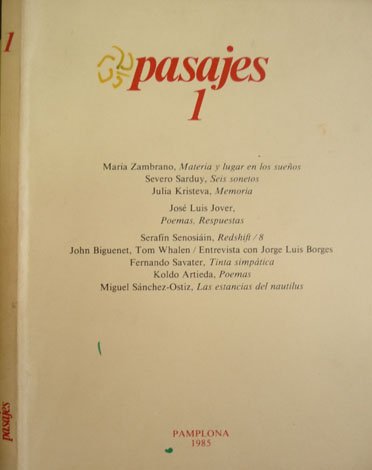 1
pasajes
pasajes
1
María Zambrano, Materia y lugar en los sueños
Severo Sarduy, Seis sonetos
Julia Kristeva, Memoria
José Luis Jover,
Poemas, Respuestas
Serafín Senosiáin, Redshift / 8
John Biguenet, Tom Whalen / Entrevista con Jorge Luis Borges
Fernando Savater, Tinta simpática
Koldo Artieda, Poemas
Miguel Sánchez-Ostiz, Las estancias del nautilus
PAMPLONA
1985